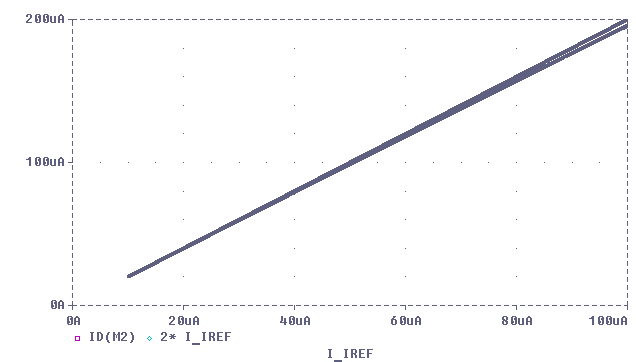 200uA
100uA
0A
0A 20uA 40uA 60uA 80uA 100uA
ID(M2) 2* I_IREF
I_IREF